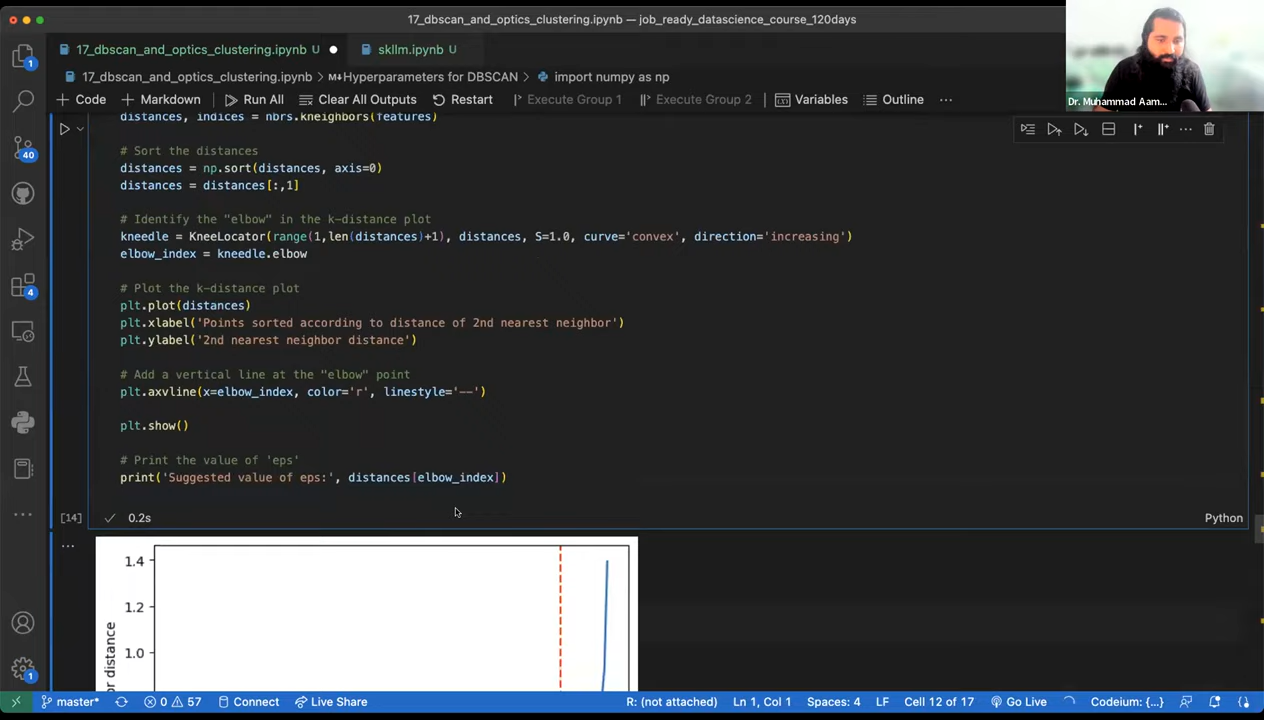 17_dbscan_and_optics_clustering.ipynb — job_ready_datascience_course_120days
17_dbscan_and_optics_clustering.ipynb U
skllm.ipynb U
17_dbscan_and_optics_clustering.ipynb > M↓Hyperparameters for DBSCAN > import numpy as np
+ Code + Markdown Run All Clear All Outputs Restart Execute Group 1 Execute Group 2 Variables Outline ...
Dr. Muhammad Aam...
distances, indices = nbrs.kneighbors(features)
# Sort the distances
distances = np.sort(distances, axis=0)
distances = distances[:,1]
# Identify the "elbow" in the k-distance plot
kneedle = KneeLocator(range(1,len(distances)+1), distances, S=1.0, curve='convex', direction='increasing')
elbow_index = kneedle.elbow
# Plot the k-distance plot
plt.plot(distances)
plt.xlabel('Points sorted according to distance of 2nd nearest neighbor')
plt.ylabel('2nd nearest neighbor distance')
# Add a vertical line at the "elbow" point
plt.axvline(x=elbow_index, color='r', linestyle='--')
plt.show()
# Print the value of 'eps'
print('Suggested value of eps:', distances[elbow_index])
[14] 0.2s Python
1.4
1.2
1.0
or distance
1
40
4
1
master* 0 57 Connect Live Share R: (not attached) Ln 1, Col 1 Spaces: 4 LF Cell 12 of 17 Go Live Codeium: {...}